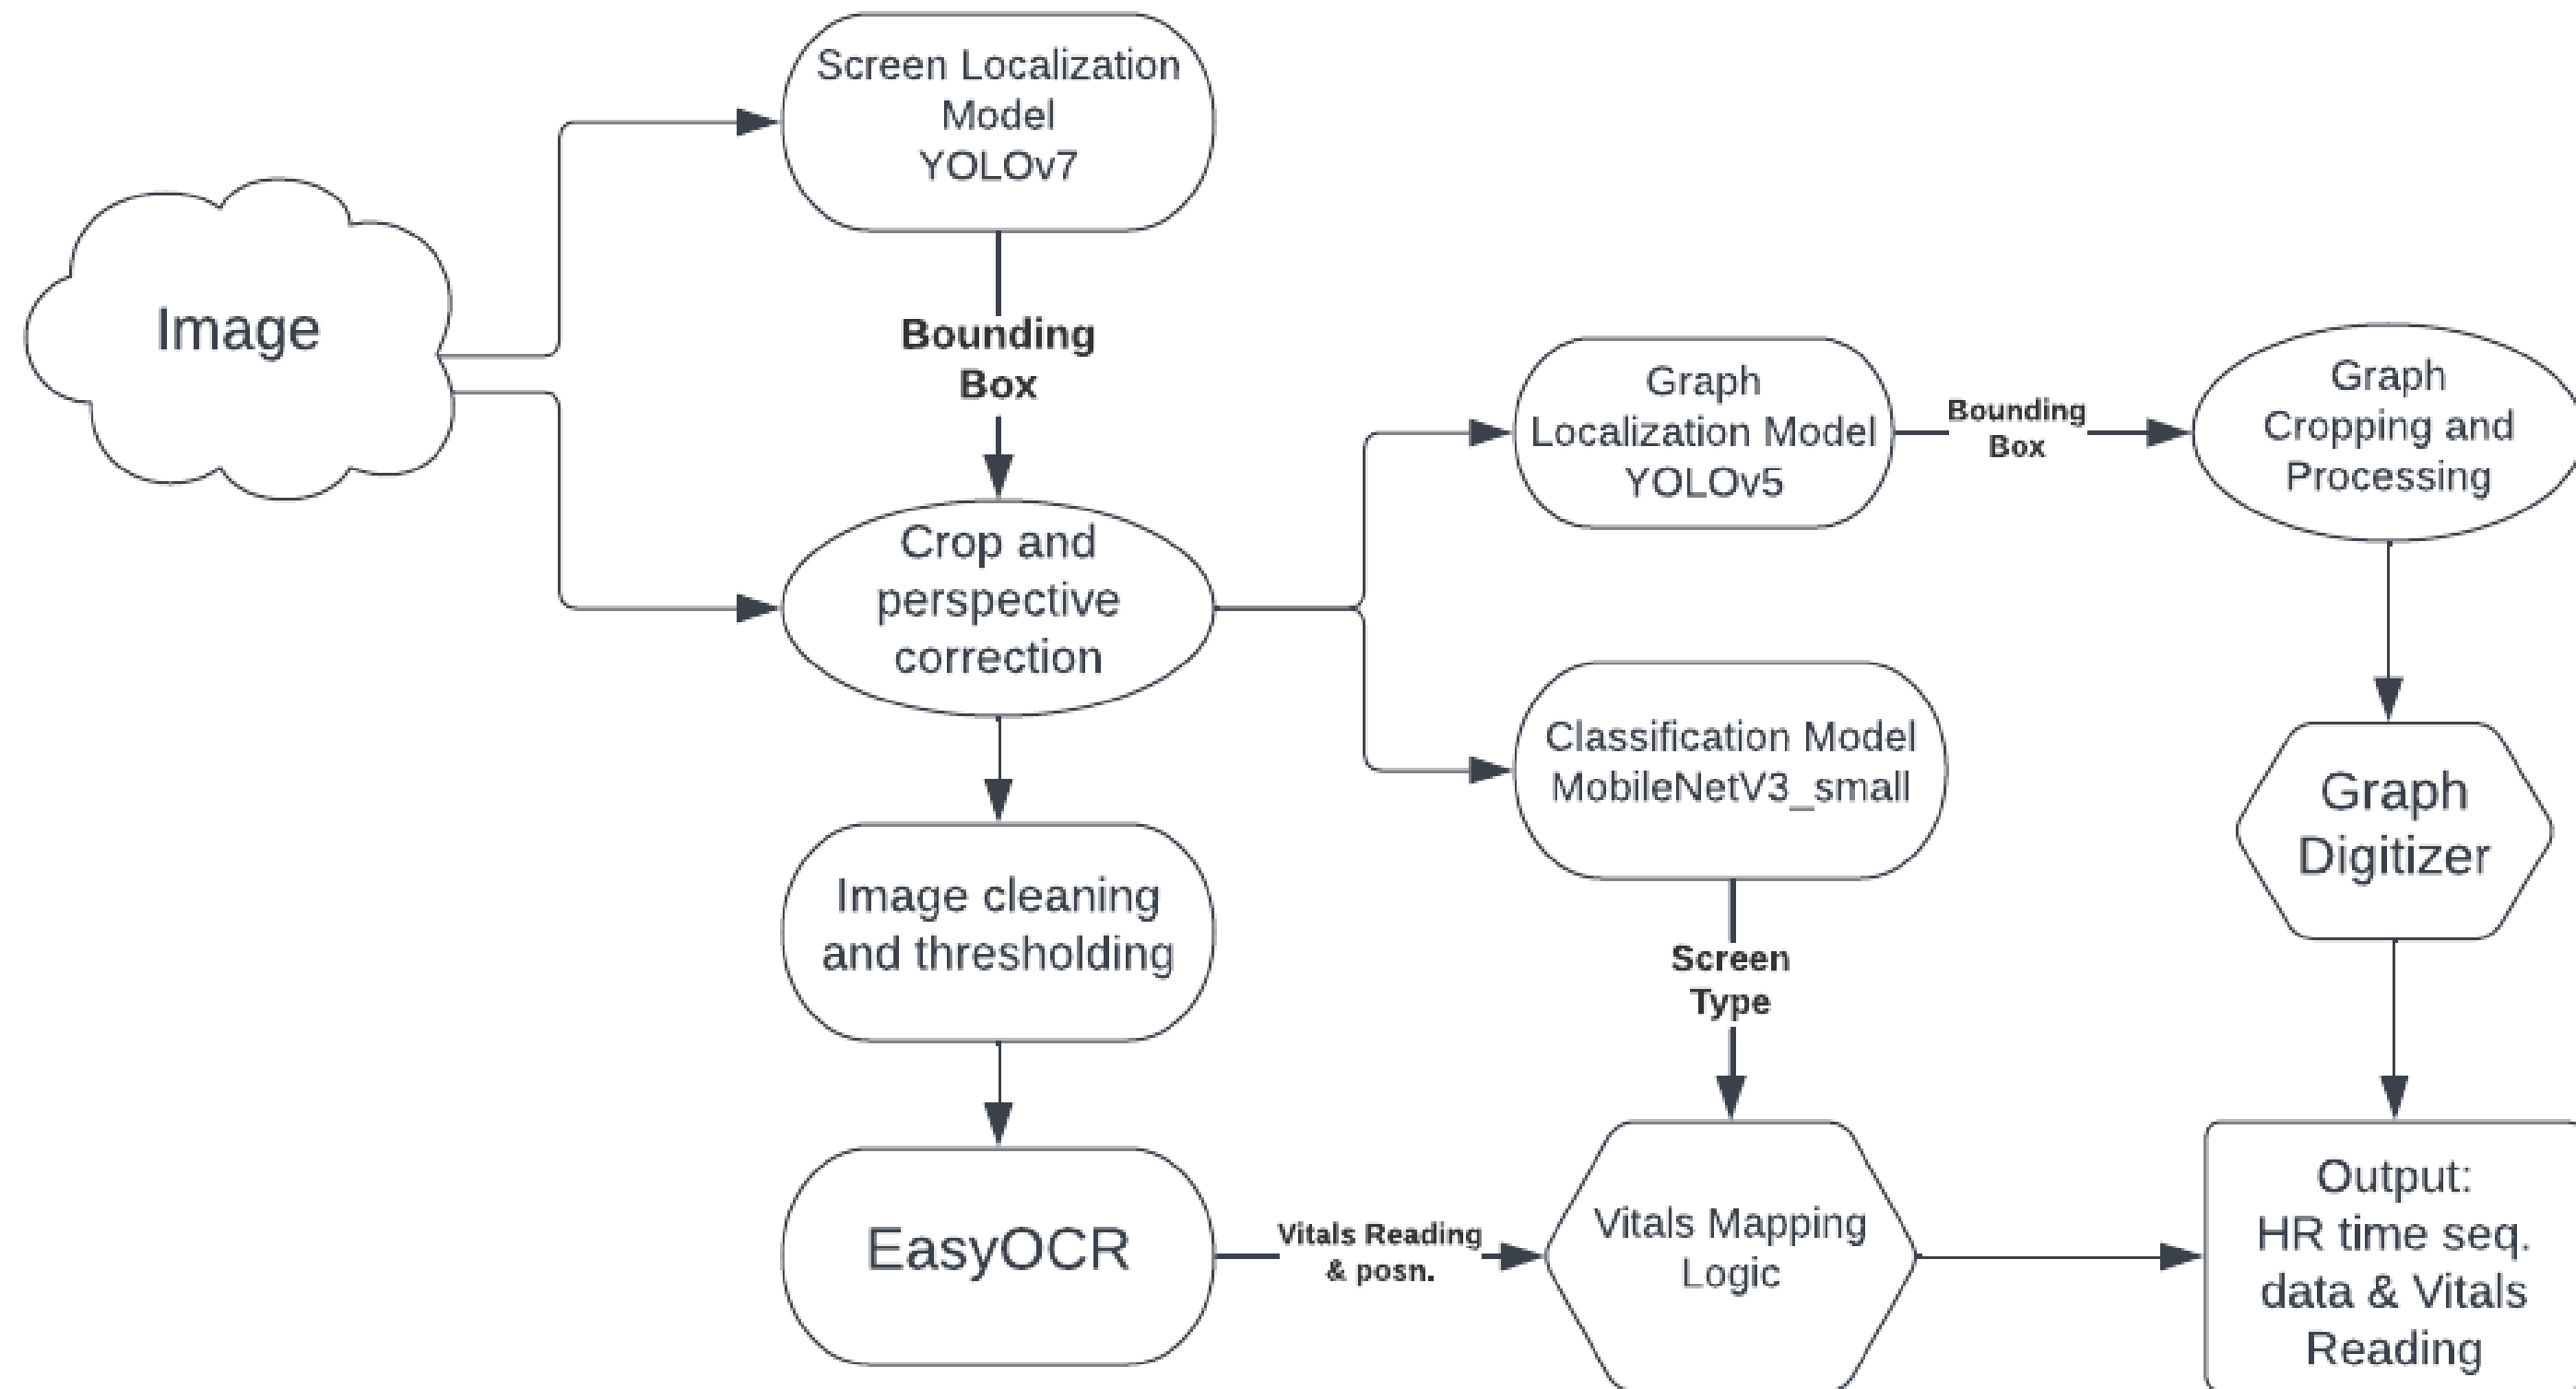 Screen Localization
Model
YOLOv7
Image
Bounding
Box
Crop and
perspective
correction
Graph
Localization Model
YOLOv5
Bounding
Box
Graph
Cropping and
Processing
Classification Model
MobileNetV3_small
Graph
Digitizer
Image cleaning
and thresholding
Screen
Type
EasyOCR
Vitals Reading
& posn.
Vitals Mapping
Logic
Output:
HR time seq.
data & Vitals
Reading